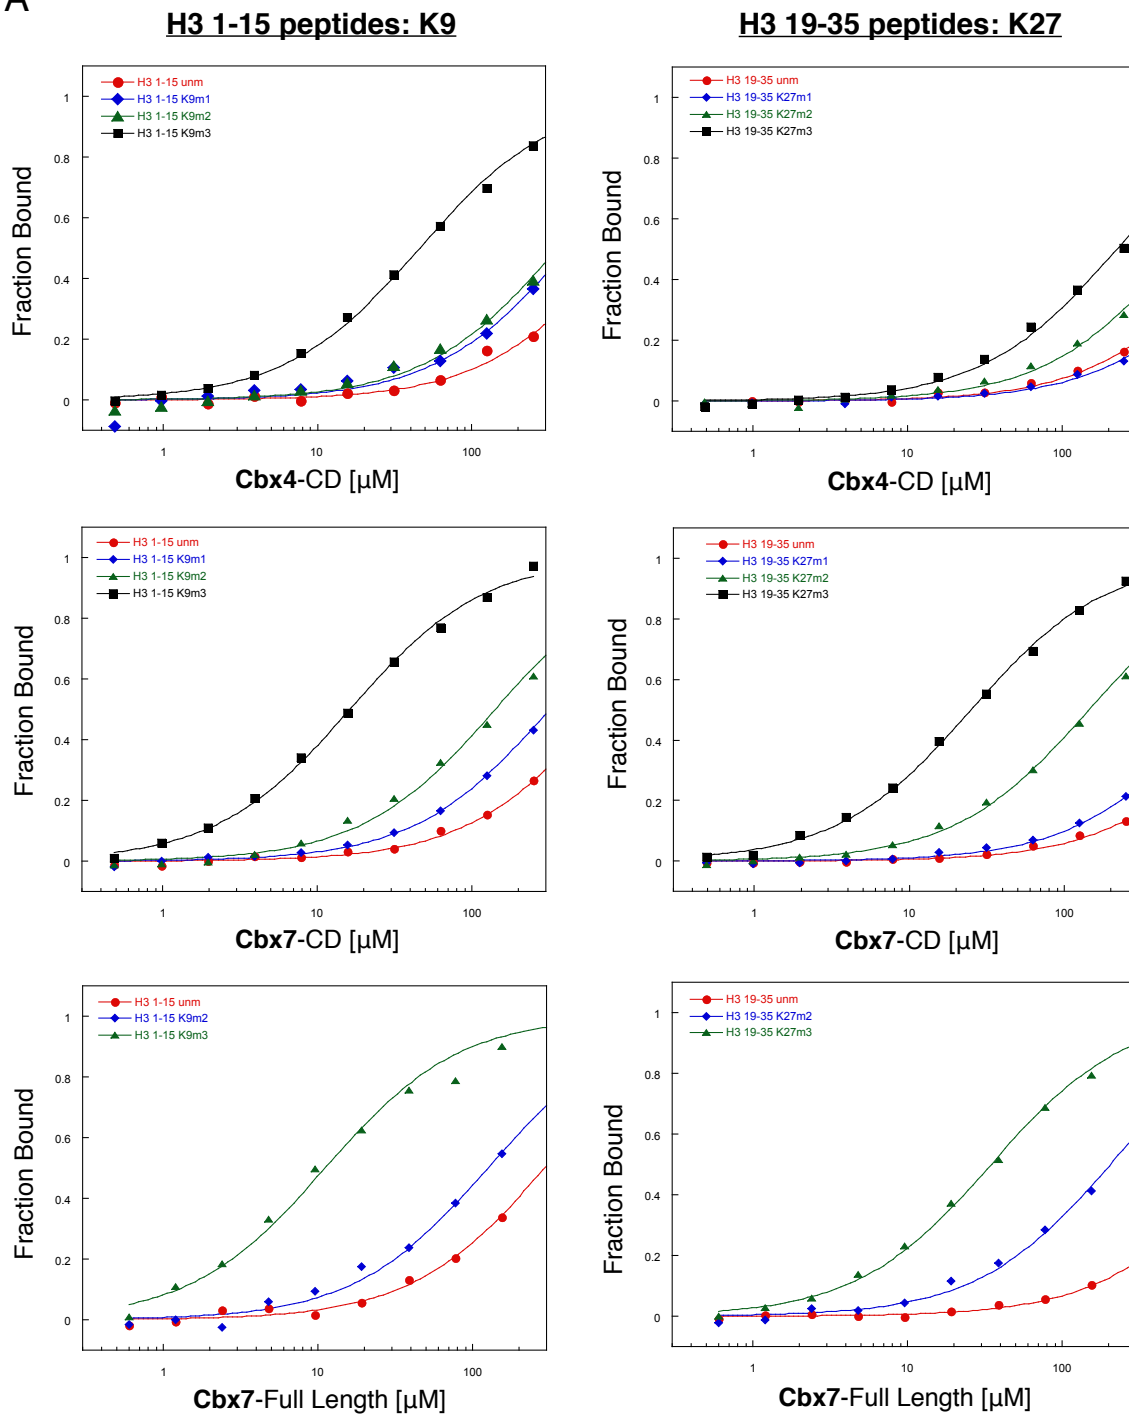 A
H3 1-15 peptides: K9
H3 19-35 peptides: K27
H3 1-15 unm
H3 1-15 K9m1
H3 1-15 K9m2
H3 1-15 K9m3
1
0.8
0.6
0.4
0.2
0
Fraction Bound
1
10
100
Cbx4-CD [µM]
H3 19-35 unm
H3 19-35 K27m1
H3 19-35 K27m2
H3 19-35 K27m3
1
0.8
0.6
0.4
0.2
0
Fraction Bound
1
10
100
Cbx4-CD [µM]
H3 1-15 unm
H3 1-15 K9m1
H3 1-15 K9m2
H3 1-15 K9m3
1
0.8
0.6
0.4
0.2
0
Fraction Bound
1
10
100
Cbx7-CD [µM]
H3 19-35 unm
H3 19-35 K27m1
H3 19-35 K27m2
H3 19-35 K27m3
1
0.8
0.6
0.4
0.2
0
Fraction Bound
1
10
100
Cbx7-CD [µM]
H3 1-15 unm
H3 1-15 K9m2
H3 1-15 K9m3
1
0.8
0.6
0.4
0.2
0
Fraction Bound
1
10
100
Cbx7-Full Length [µM]
H3 19-35 unm
H3 19-35 K27m2
H3 19-35 K27m3
1
0.8
0.6
0.4
0.2
0
Fraction Bound
1
10
100
Cbx7-Full Length [µM]